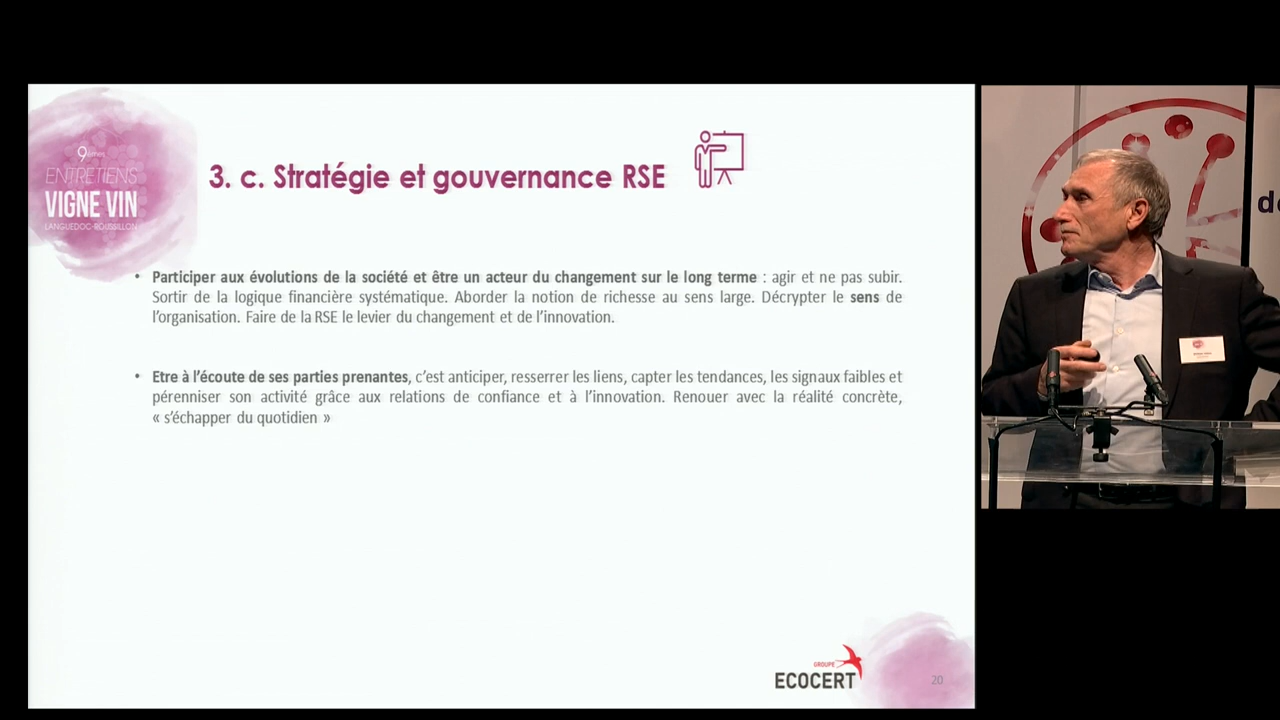 9èmes
ENTRETIENS
VIGNE VIN
LANGUEDOC-ROUSSILLON
3. c. Stratégie et gouvernance RSE
• Participer aux évolutions de la société et être un acteur du changement sur le long terme : agir et ne pas subir.
Sortir de la logique financière systématique. Aborder la notion de richesse au sens large. Décrypter le sens de
l'organisation. Faire de la RSE le levier du changement et de l'innovation.
• Etre à l'écoute de ses parties prenantes, c'est anticiper, resserrer les liens, capter les tendances, les signaux faibles et
pérenniser son activité grâce aux relations de confiance et à l'innovation. Renouer avec la réalité concrète,
« s'échapper du quotidien »
GROUPE
ECOCERT
20